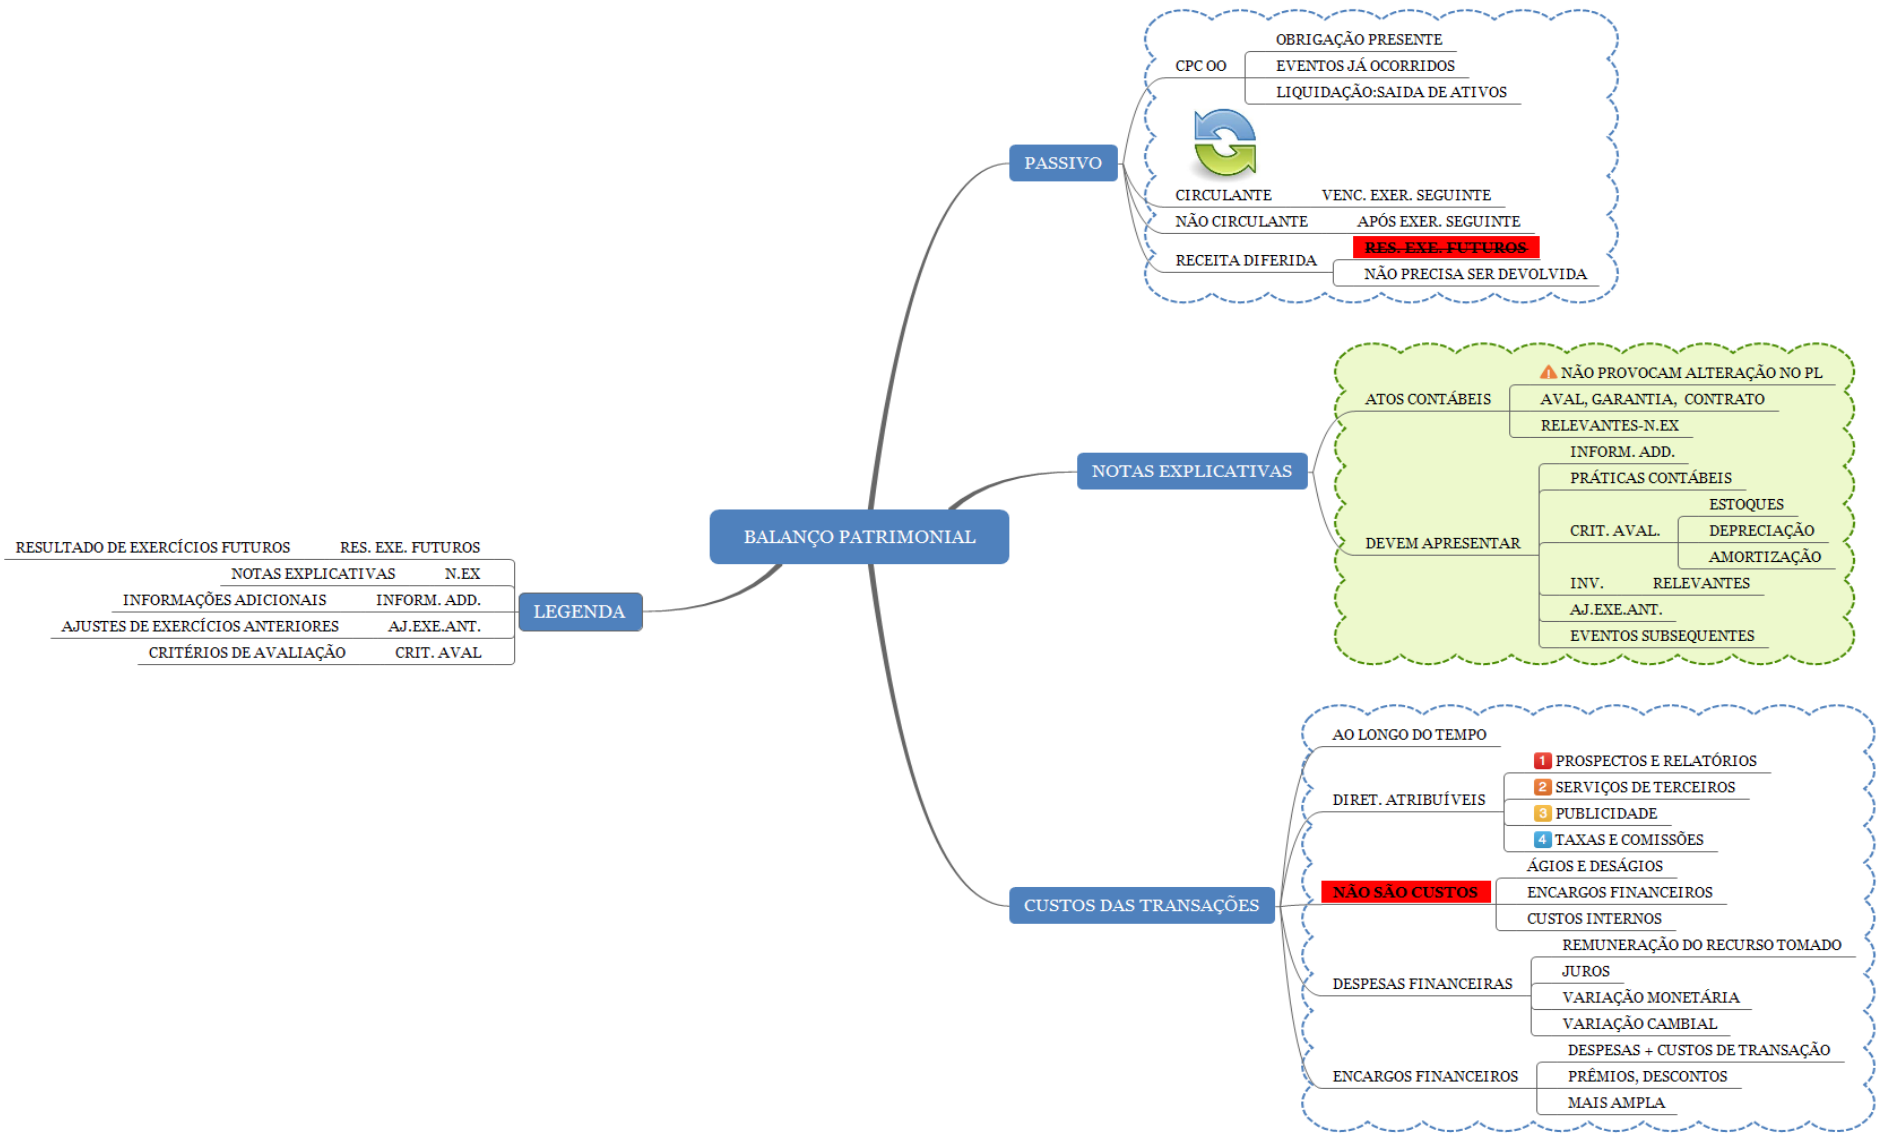 OBRIGAÇÃO PRESENTE
CPC OO
EVENTOS JÁ OCORRIDOS
LIQUIDAÇÃO:SAIDA DE ATIVOS
PASSIVO
CIRCULANTE VENC. EXER. SEGUINTE
NÃO CIRCULANTE APÓS EXER. SEGUINTE
RES. EXE. FUTUROS
RECEITA DIFERIDA
NÃO PRECISA SER DEVOLVIDA
NÃO PROVOCAM ALTERAÇÃO NO PL
ATOS CONTÁBEIS
AVAL, GARANTIA, CONTRATO
RELEVANTES-N.EX
NOTAS EXPLICATIVAS
INFORM. ADD.
PRÁTICAS CONTÁBEIS
ESTOQUES
CRIT. AVAL.
DEPRECIAÇÃO
AMORTIZAÇÃO
DEVEM APRESENTAR
INV. RELEVANTES
AJ.EXE.ANT.
EVENTOS SUBSEQUENTES
BALANÇO PATRIMONIAL
RESULTADO DE EXERCÍCIOS FUTUROS RES. EXE. FUTUROS
NOTAS EXPLICATIVAS N.EX
INFORMAÇÕES ADICIONAIS INFORM. ADD.
LEGENDA
AJUSTES DE EXERCÍCIOS ANTERIORES AJ.EXE.ANT.
CRITÉRIOS DE AVALIAÇÃO CRIT. AVAL
AO LONGO DO TEMPO
1 PROSPECTOS E RELATÓRIOS
2 SERVIÇOS DE TERCEIROS
DIRET. ATRIBUÍVEIS
3 PUBLICIDADE
4 TAXAS E COMISSÕES
ÁGIOS E DESÁGIOS
NÃO SÃO CUSTOS
ENCARGOS FINANCEIROS
CUSTOS INTERNOS
CUSTOS DAS TRANSAÇÕES
REMUNERAÇÃO DO RECURSO TOMADO
JUROS
DESPESAS FINANCEIRAS
VARIAÇÃO MONETÁRIA
VARIAÇÃO CAMBIAL
DESPESAS + CUSTOS DE TRANSAÇÃO
ENCARGOS FINANCEIROS
PRÊMIOS, DESCONTOS
MAIS AMPLA